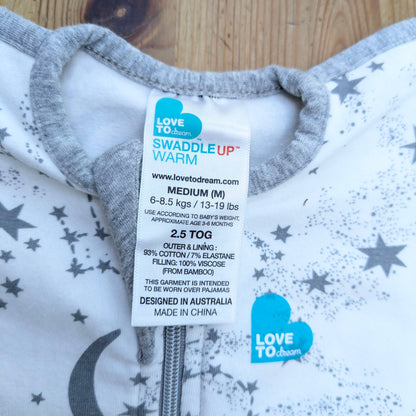 LOVE
TO dream
™
SWADDLE UP™
WARM
www.lovetodream.com
MEDIUM (M)
6-8.5 kgs / 13-19 lbs
USE ACCORDING TO BABY'S WEIGHT,
APPROXIMATE AGE 3-6 MONTHS
2.5 TOG
OUTER & LINING:
93% COTTON / 7% ELASTANE
FILLING: 100% VISCOSE
(FROM BAMBOO)
THIS GARMENT IS INTENDED
TO BE WORN OVER PAJAMAS
DESIGNED IN AUSTRALIA
MADE IN CHINA
LOVE
TO dream